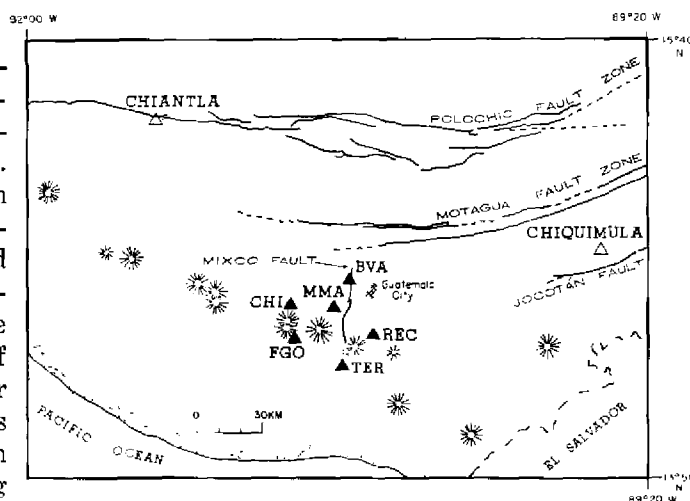 92°00 W
89°20 W
15°40
N
CHIANTLA
POLOCHIC FAULT ZONE
MOTAGUA FAULT ZONE
CHIQUIMULA
MIXCO FAULT
BVA
Guatemala
City
JOCOTÁN FAULT
CHI
MMA
REC
FGO
TER
0 30KM
PACIFIC OCEAN
EL SALVADOR
N
89°20 W